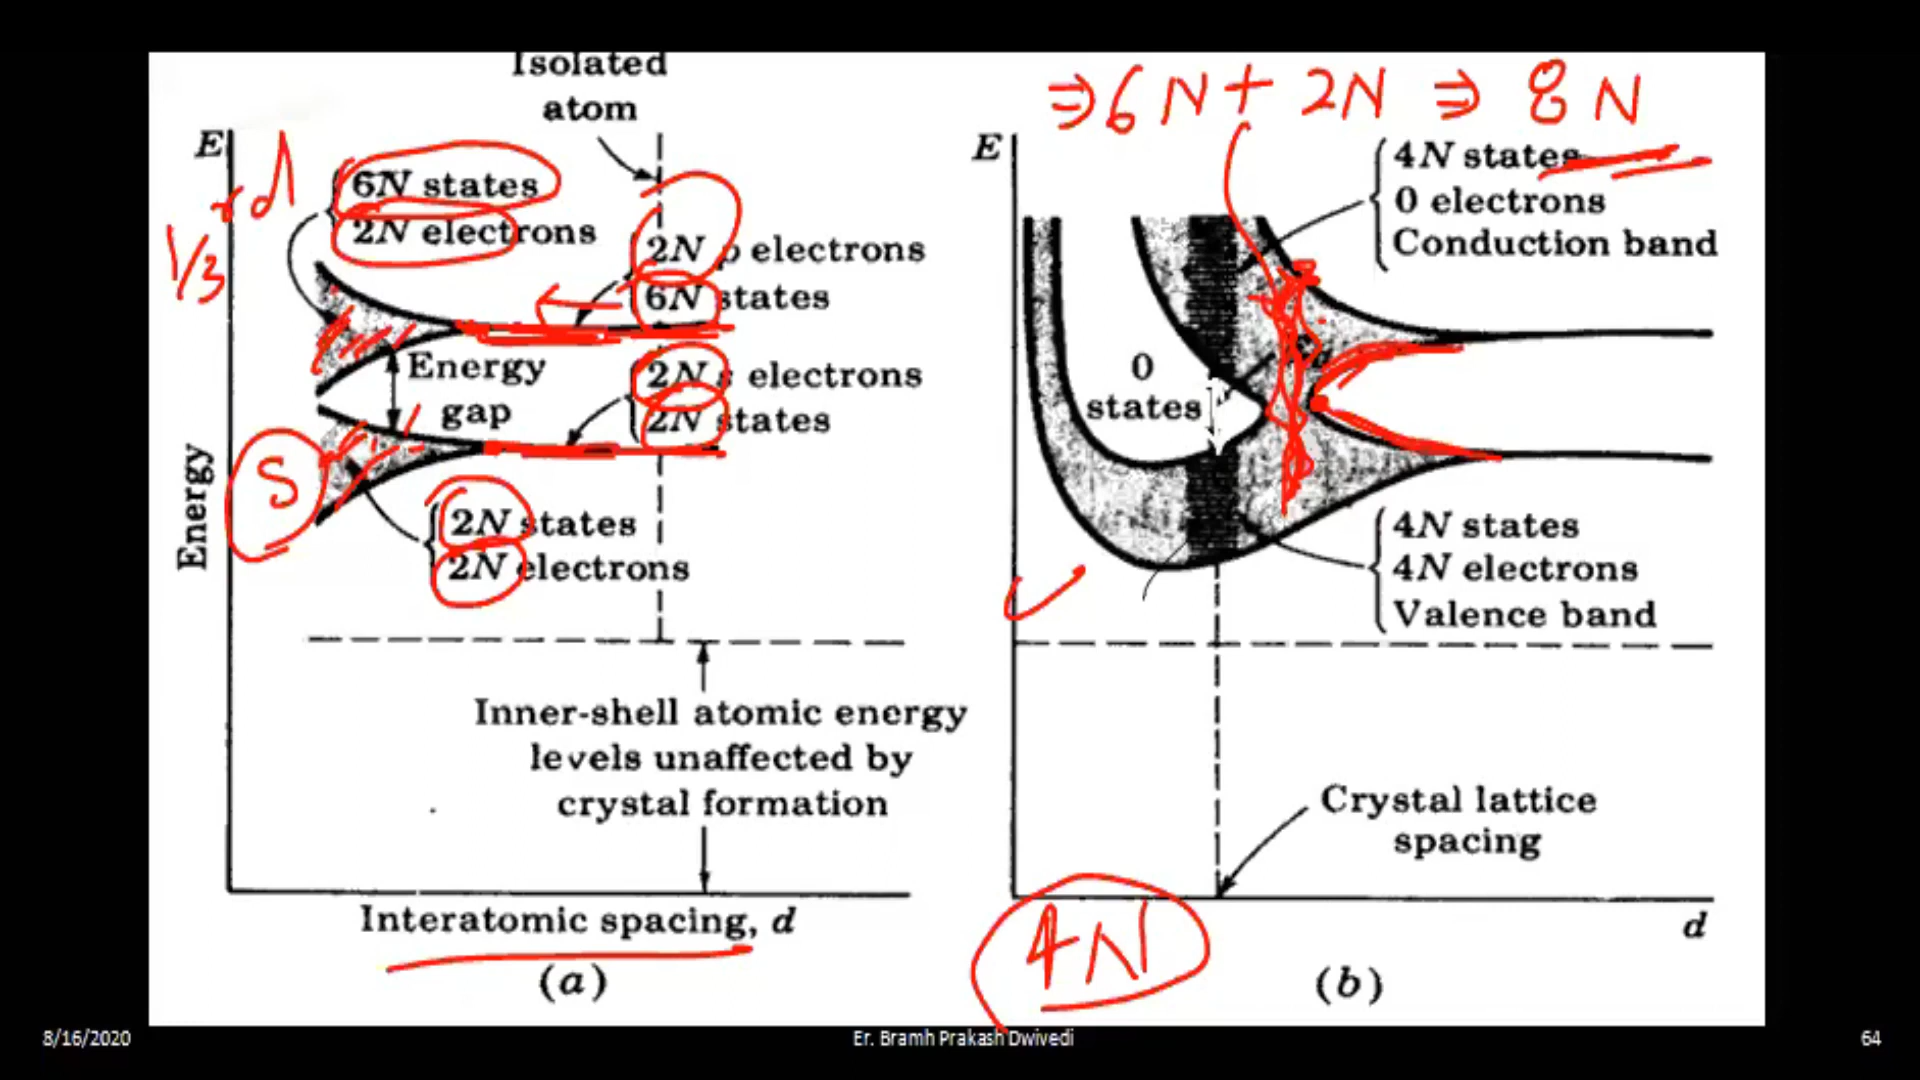 Isolated
atom
E
rd
1/3
6N states
2N electrons
2N p electrons
6N states
Energy
gap
2N s electrons
2N states
S
2N states
2N electrons
Energy
Inner-shell atomic energy
levels unaffected by
crystal formation
Interatomic spacing, d
(a)
⇒ 6N + 2N ⇒ 8N
E
4N states
0 electrons
Conduction band
0
states
4N states
4N electrons
Valence band
Crystal lattice
spacing
d
4N
(b)
8/16/2020
Er. Bramh Prakash Dwivedi
64